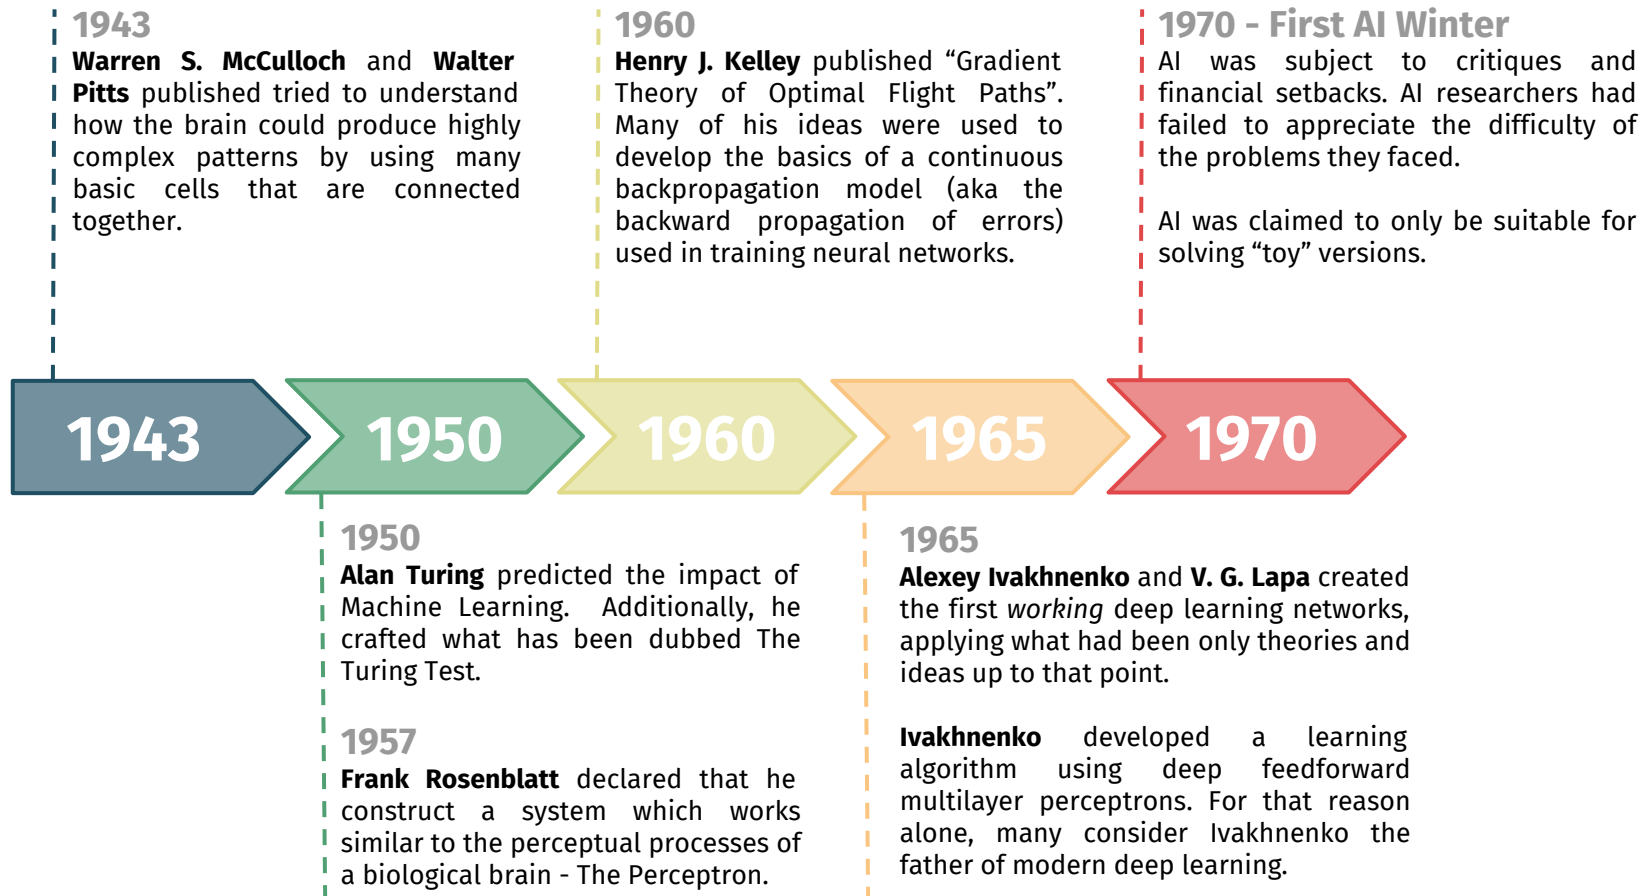 1943
Warren S. McCulloch and Walter
Pitts published tried to understand
how the brain could produce highly
complex patterns by using many
basic cells that are connected
together.
1960
Henry J. Kelley published “Gradient
Theory of Optimal Flight Paths”.
Many of his ideas were used to
develop the basics of a continuous
backpropagation model (aka the
backward propagation of errors)
used in training neural networks.
1970 - First AI Winter
AI was subject to critiques and
financial setbacks. AI researchers had
failed to appreciate the difficulty of
the problems they faced.
AI was claimed to only be suitable for
solving “toy” versions.
1943
1950
1960
1965
1970
1950
Alan Turing predicted the impact of
Machine Learning. Additionally, he
crafted what has been dubbed The
Turing Test.
1957
Frank Rosenblatt declared that he
construct a system which works
similar to the perceptual processes of
a biological brain - The Perceptron.
1965
Alexey Ivakhnenko and V. G. Lapa created
the first working deep learning networks,
applying what had been only theories and
ideas up to that point.
Ivakhnenko developed a learning
algorithm using deep feedforward
multilayer perceptrons. For that reason
alone, many consider Ivakhnenko the
father of modern deep learning.